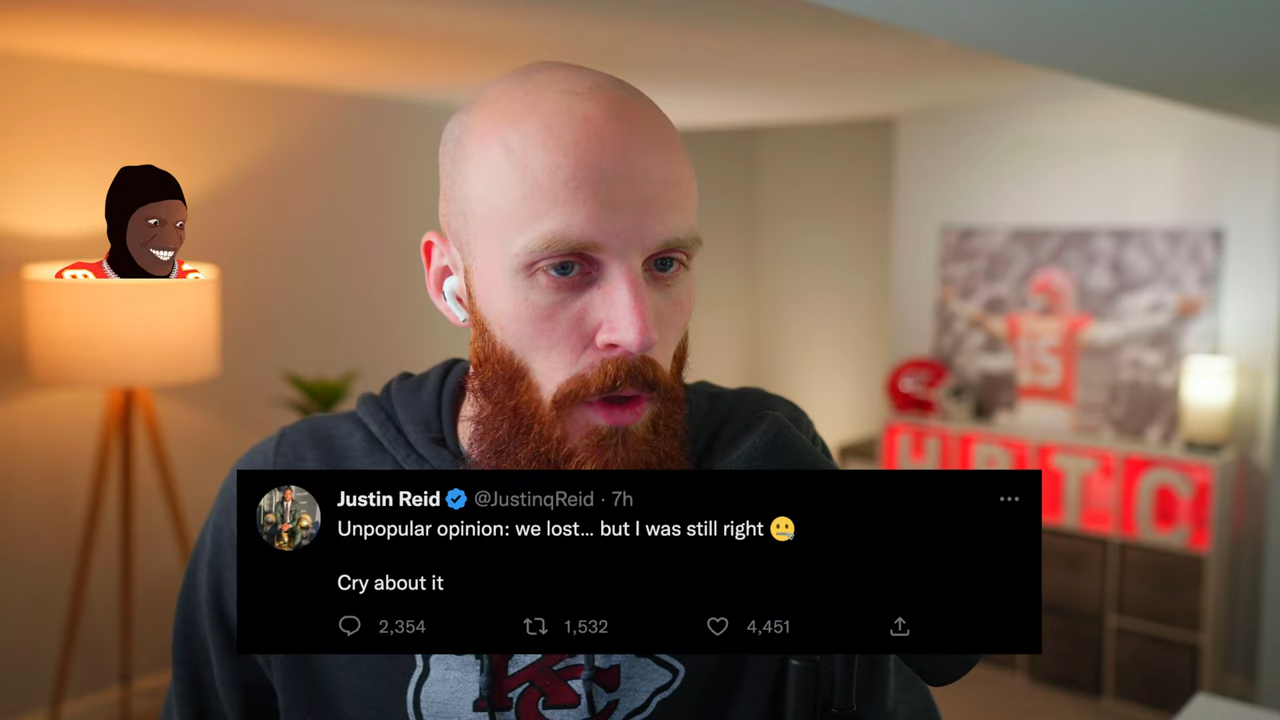 15
H R T C
Justin Reid @JustinqReid · 7h
Unpopular opinion: we lost... but I was still right 🤐
Cry about it
2,354 1,532 4,451
KC